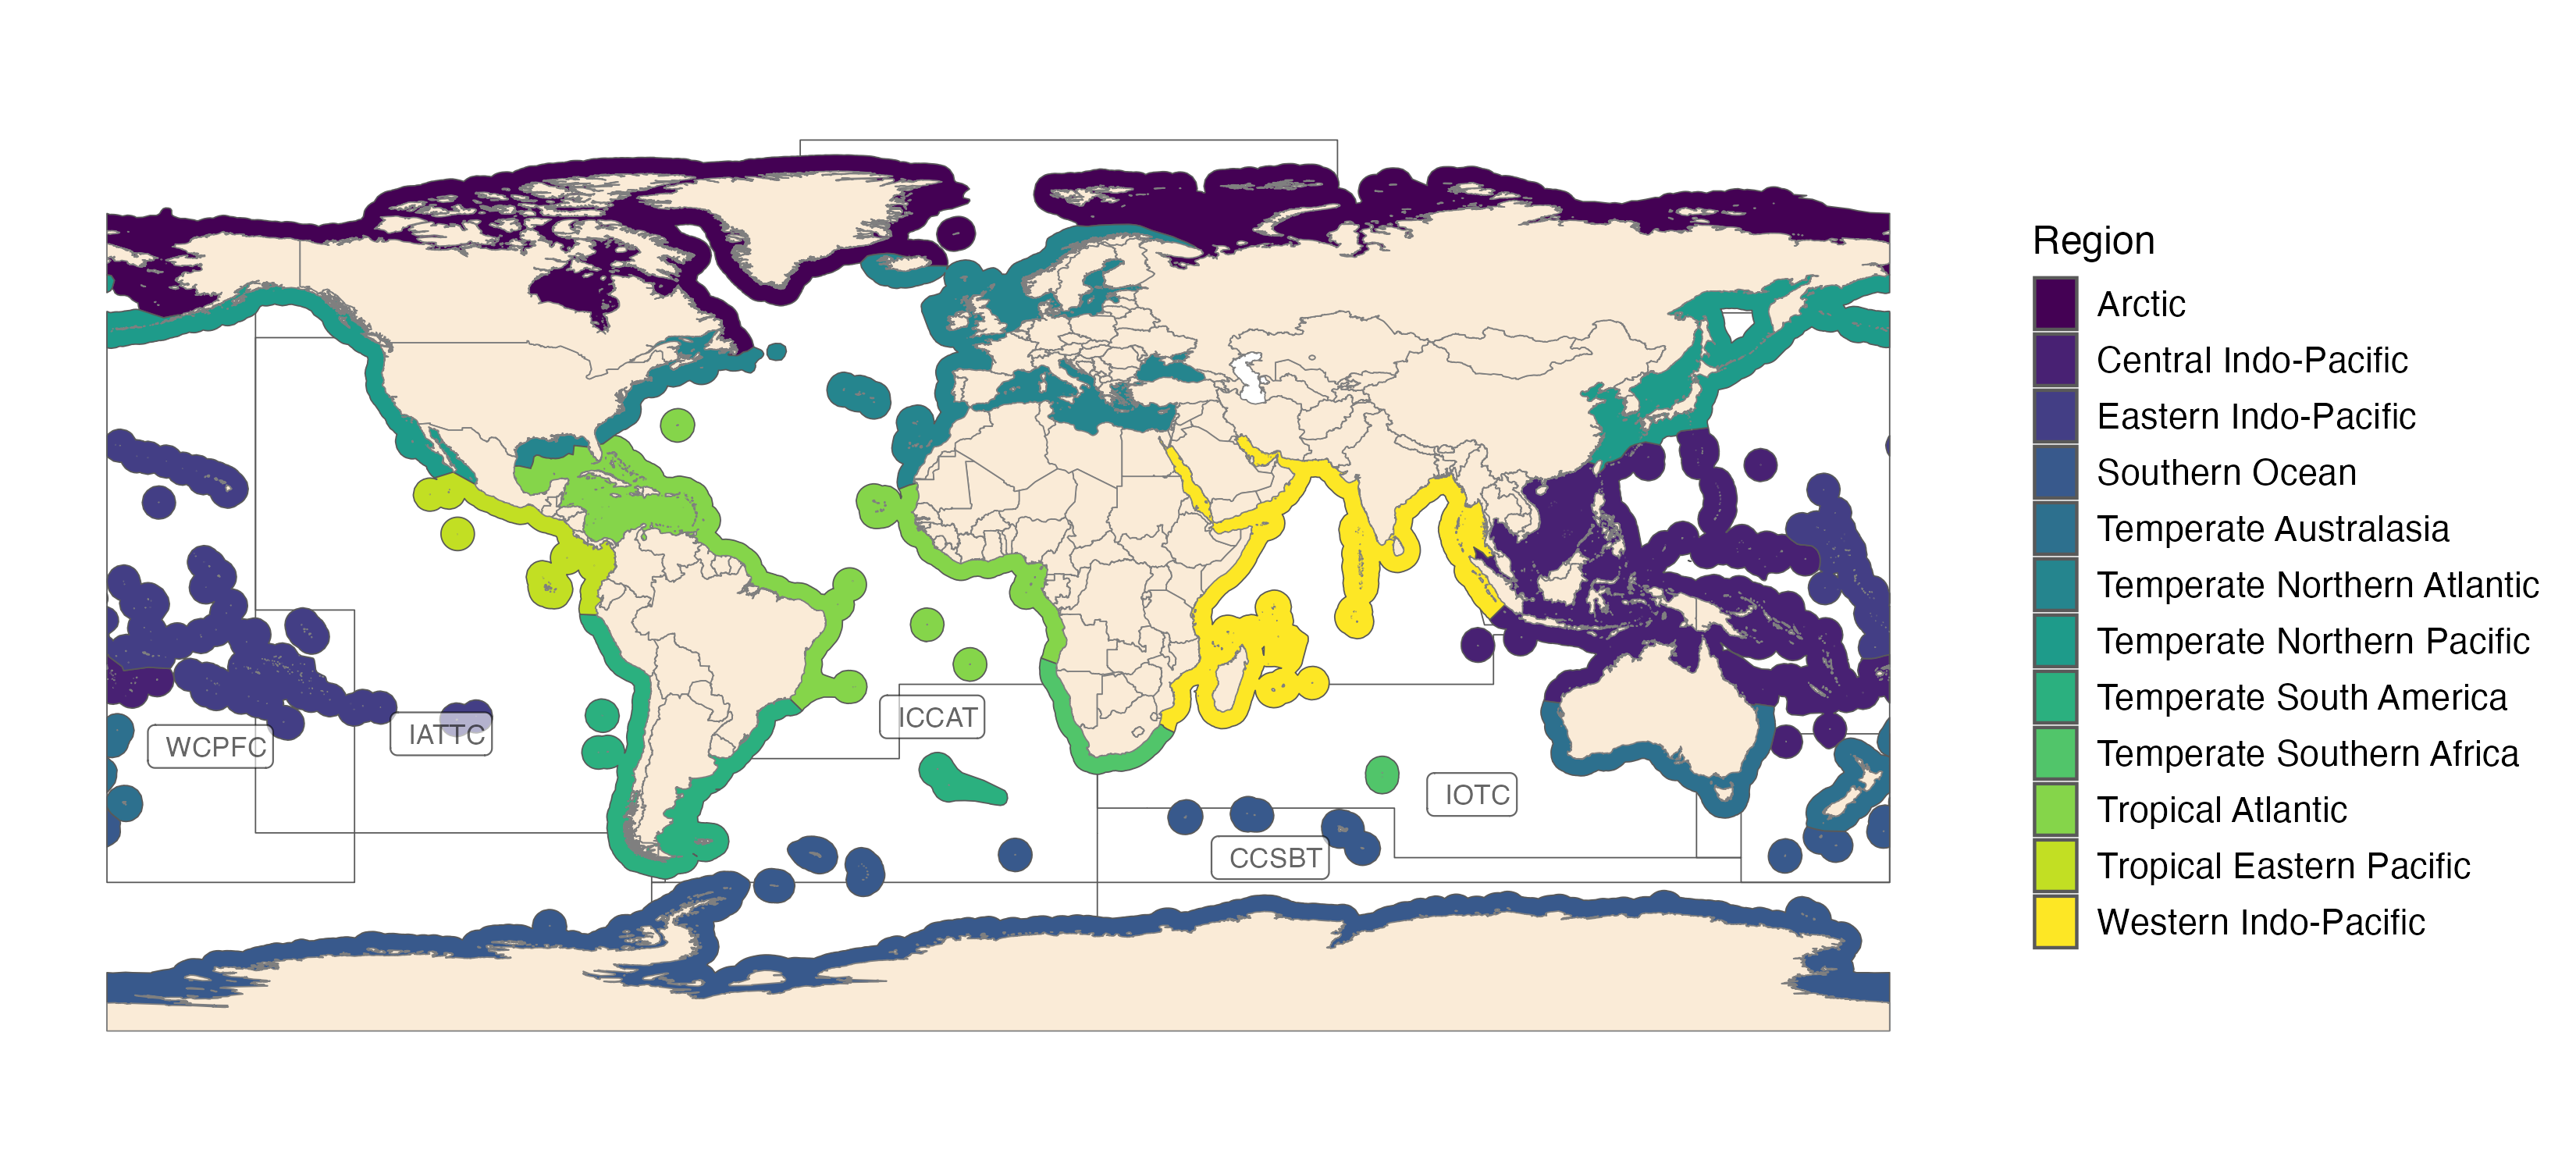 Region
Arctic
Central Indo-Pacific
Eastern Indo-Pacific
Southern Ocean
Temperate Australasia
Temperate Northern Atlantic
Temperate Northern Pacific
Temperate South America
Temperate Southern Africa
Tropical Atlantic
Tropical Eastern Pacific
Western Indo-Pacific
ICCAT
IATTC
WCPFC
IOTC
CCSBT